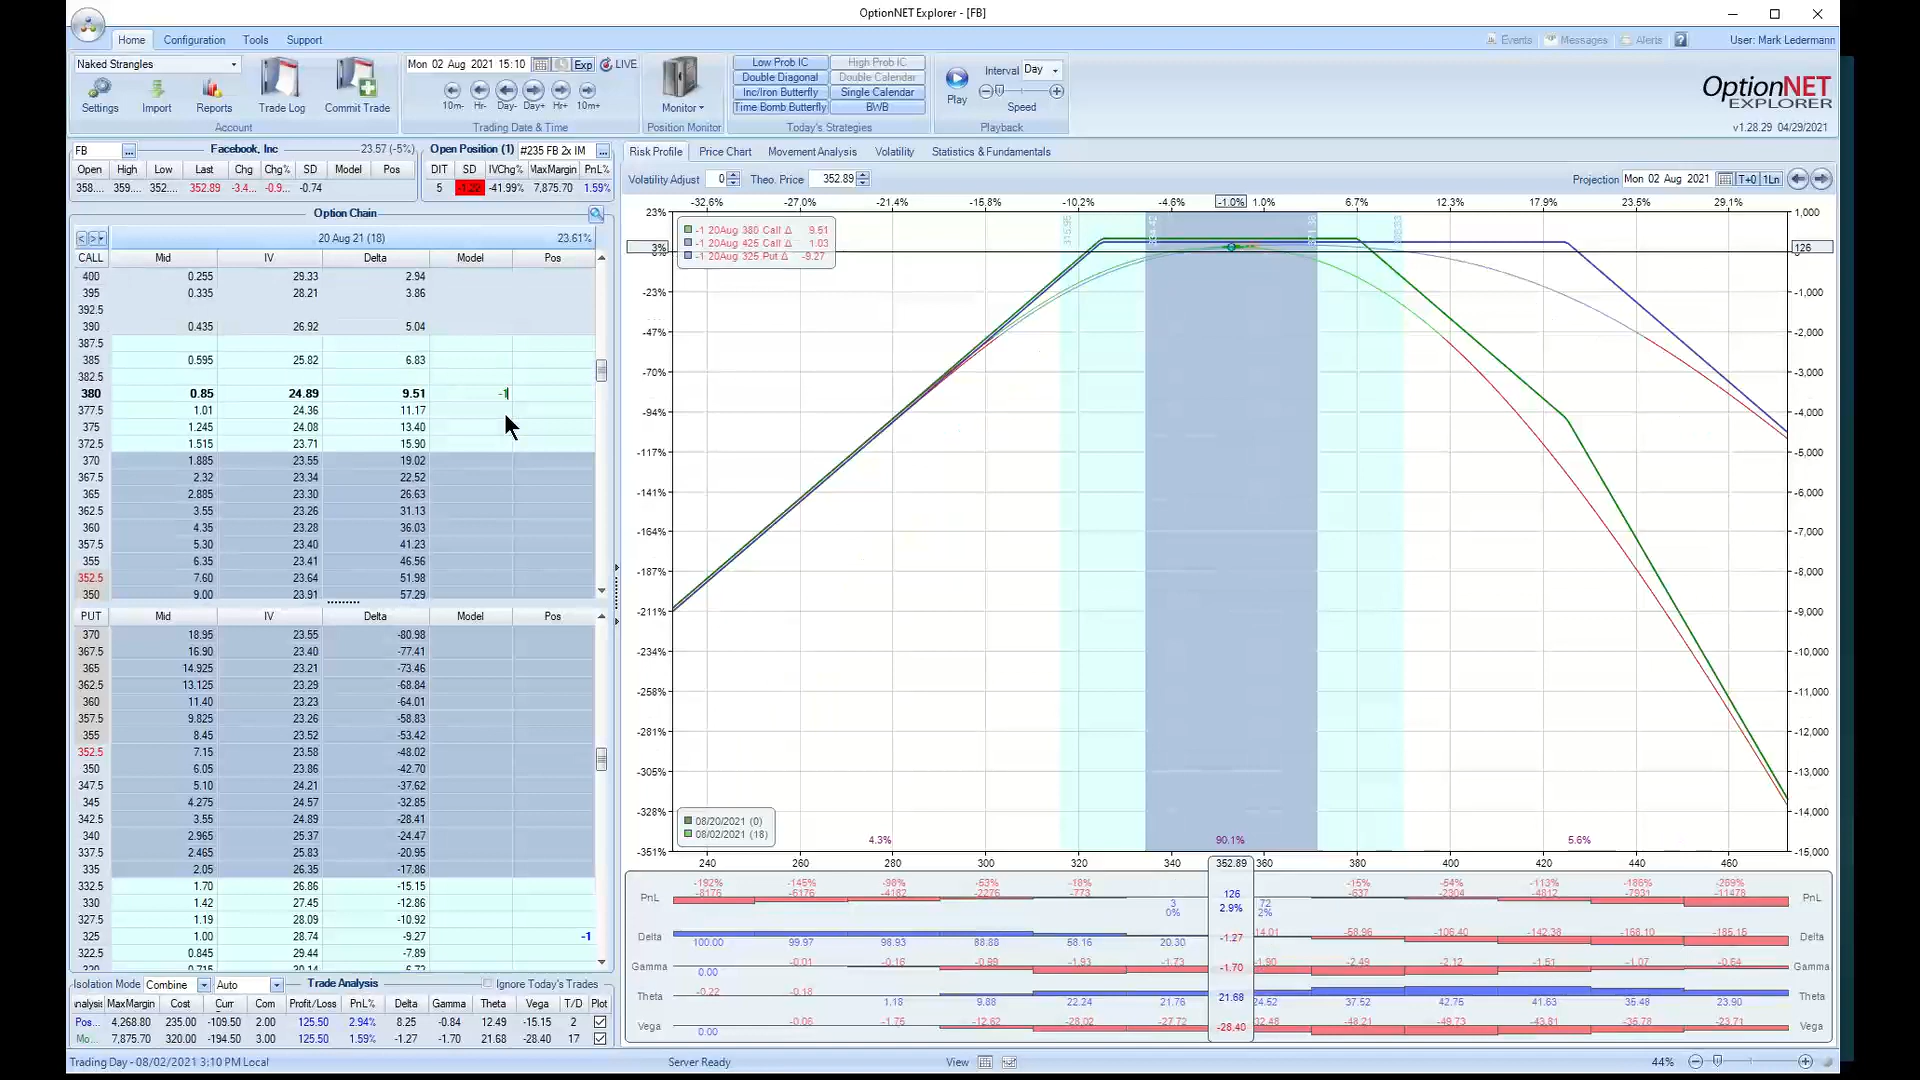 OptionNET Explorer - [FB]
Home Configuration Tools Support
Events Messages Alerts User: Mark Ledermann
Naked Strangles
Settings Import Reports Trade Log Commit Trade
Account
Mon 02 Aug 2021 15:10 Exp LIVE
10m- Hr- Day- Day+ Hr+ 10m+
Trading Date & Time
Monitor
Position Monitor
Low Prob IC High Prob IC
Double Diagonal Double Calendar
Inc/Iron Butterfly Single Calendar
Time Bomb Butterfly BWB
Today's Strategies
Play
Interval Day
Speed
Playback
OptionNET
EXPLORER
v1.28.29 04/29/2021
FB ... Facebook, Inc 23.57 (-5%)
Open High Low Last Chg Chg% SD Model Pos
358.... 359.... 352.... 352.89 -3.4... -0.9... -0.74
Open Position (1) #235 FB 2x IM ...
DIT SD IVChg% MaxMargin PnL%
5 -1.22 -41.99% 7,875.70 1.59%
Option Chain
20 Aug 21 (18) 23.61%
CALL Mid IV Delta Model Pos
400 0.255 29.33 2.94
395 0.335 28.21 3.86
392.5
390 0.435 26.92 5.04
387.5
385 0.595 25.82 6.83
382.5
380 0.85 24.89 9.51 -1
377.5 1.01 24.36 11.17
375 1.245 24.08 13.40
372.5 1.515 23.71 15.90
370 1.885 23.55 19.02
367.5 2.32 23.34 22.52
365 2.885 23.30 26.63
362.5 3.55 23.26 31.13
360 4.35 23.28 36.03
357.5 5.30 23.40 41.23
355 6.35 23.41 46.56
352.5 7.60 23.64 51.98
350 9.00 23.91 57.29
PUT Mid IV Delta Model Pos
370 18.95 23.55 -80.98
367.5 16.90 23.40 -77.41
365 14.925 23.21 -73.46
362.5 13.125 23.29 -68.84
360 11.40 23.23 -64.01
357.5 9.825 23.26 -58.83
355 8.45 23.52 -53.42
352.5 7.15 23.58 -48.02
350 6.05 23.86 -42.70
347.5 5.10 24.21 -37.62
345 4.275 24.57 -32.85
342.5 3.55 24.89 -28.41
340 2.965 25.37 -24.47
337.5 2.465 25.83 -20.95
335 2.05 26.35 -17.86
332.5 1.70 26.86 -15.15
330 1.42 27.45 -12.86
327.5 1.19 28.09 -10.92
325 1.00 28.74 -9.27 -1
322.5 0.845 29.44 -7.89
Isolation Mode Combine Auto Trade Analysis Ignore Today's Trades
nalysis MaxMargin Cost Curr Com Profit/Loss PnL% Delta Gamma Theta Vega T/D Plot
Pos... 4,268.80 235.00 -109.50 2.00 125.50 2.94% 8.25 -0.84 12.49 -15.15 2
Mo... 7,875.70 320.00 -194.50 3.00 125.50 1.59% -1.27 -1.70 21.68 -28.40 17
Risk Profile Price Chart Movement Analysis Volatility Statistics & Fundamentals
Volatility Adjust 0 Theo. Price 352.89 Projection Mon 02 Aug 2021 T+0 1Ln
-32.6% -27.0% -21.4% -15.8% -10.2% -4.6% -1.0% 1.0% 6.7% 12.3% 17.9% 23.5% 29.1%
-1 20Aug 380 Call Δ 9.51
-1 20Aug 425 Call Δ 1.03
-1 20Aug 325 Put Δ -9.27
23% 1,000
3% 126
-23% -1,000
-47% -2,000
-70% -3,000
-94% -4,000
-117% -5,000
-141% -6,000
-164% -7,000
-187% -8,000
-211% -9,000
-234% -10,000
-258% -11,000
-281% -12,000
-305% -13,000
-328% -14,000
-351% -15,000
08/20/2021 (0)
08/02/2021 (18)
4.3% 90.1% 5.6%
240 260 280 300 320 340 352.89 360 380 400 420 440 460
-192% -145% -98% -53% -18% -15% -54% -113% -186% -269%
PnL -8176 -6176 -4182 -2276 -773 3 126 72 -637 -2304 -4812 -7931 -11478 PnL
0% 2.9% 2%
Delta 100.00 99.97 98.93 88.88 58.16 20.30 -1.27 -58.96 -106.40 -142.38 -168.10 -185.15 Delta
Gamma 0.00 -0.01 -0.16 -0.99 -1.93 -1.73 -1.70 -1.90 -2.49 -2.12 -1.51 -1.07 -0.64 Gamma
Theta -0.22 -0.18 1.18 9.88 22.24 21.76 21.68 24.52 37.52 42.75 41.63 35.48 23.90 Theta
Vega 0.00 -0.06 -1.75 -12.62 -28.02 -27.72 -28.40 -48.21 -49.73 -43.81 -35.78 -23.71 Vega
Trading Day - 08/02/2021 3:10 PM Local Server Ready View 44%